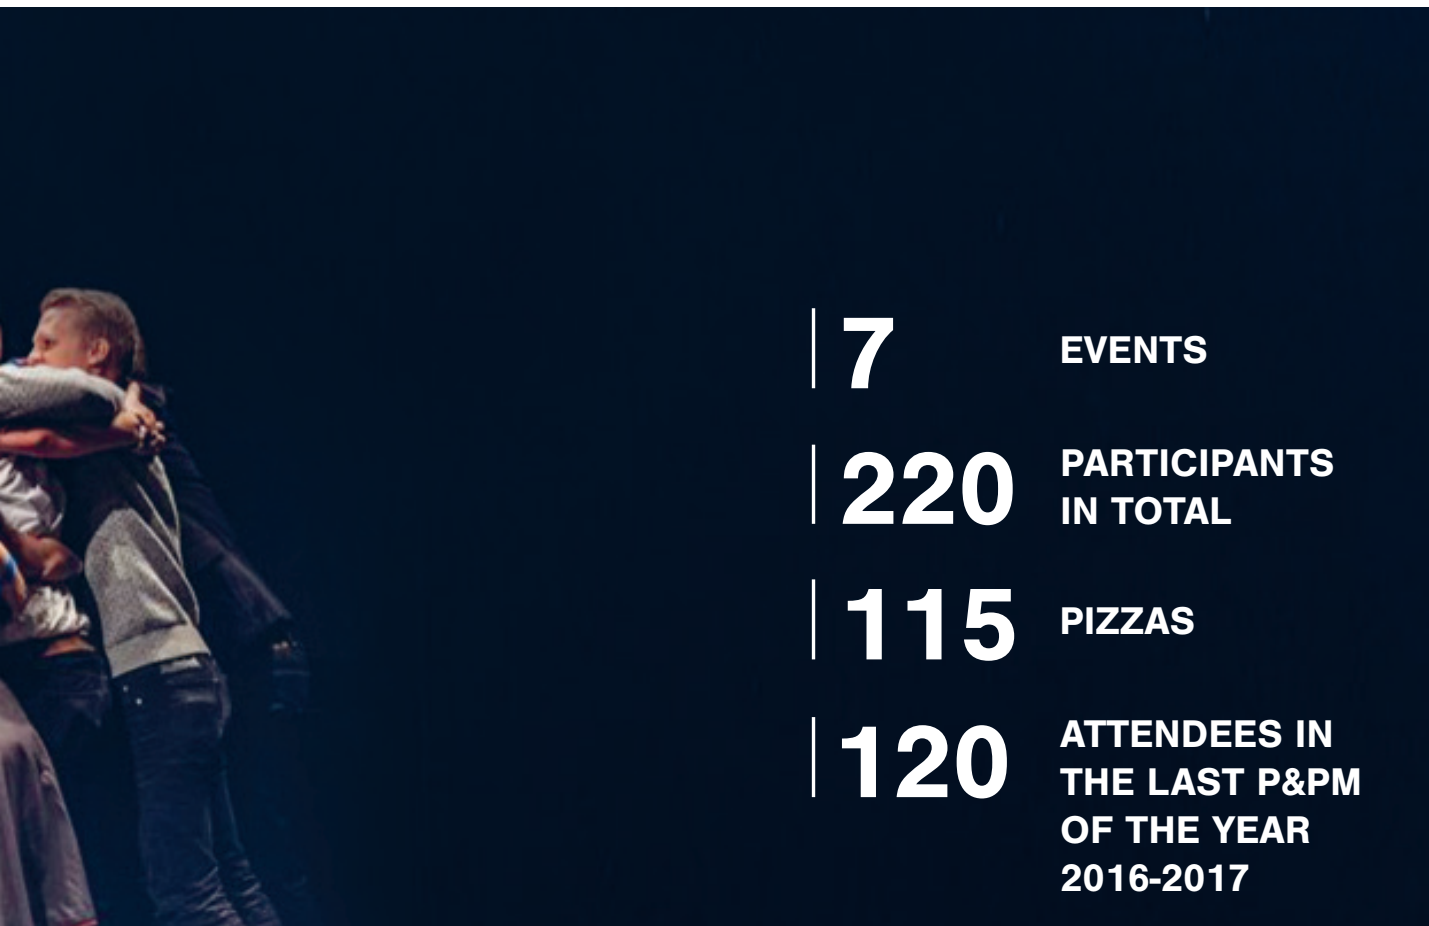 7 EVENTS
220 PARTICIPANTS
IN TOTAL
115 PIZZAS
120 ATTENDEES IN
THE LAST P&PM
OF THE YEAR
2016-2017